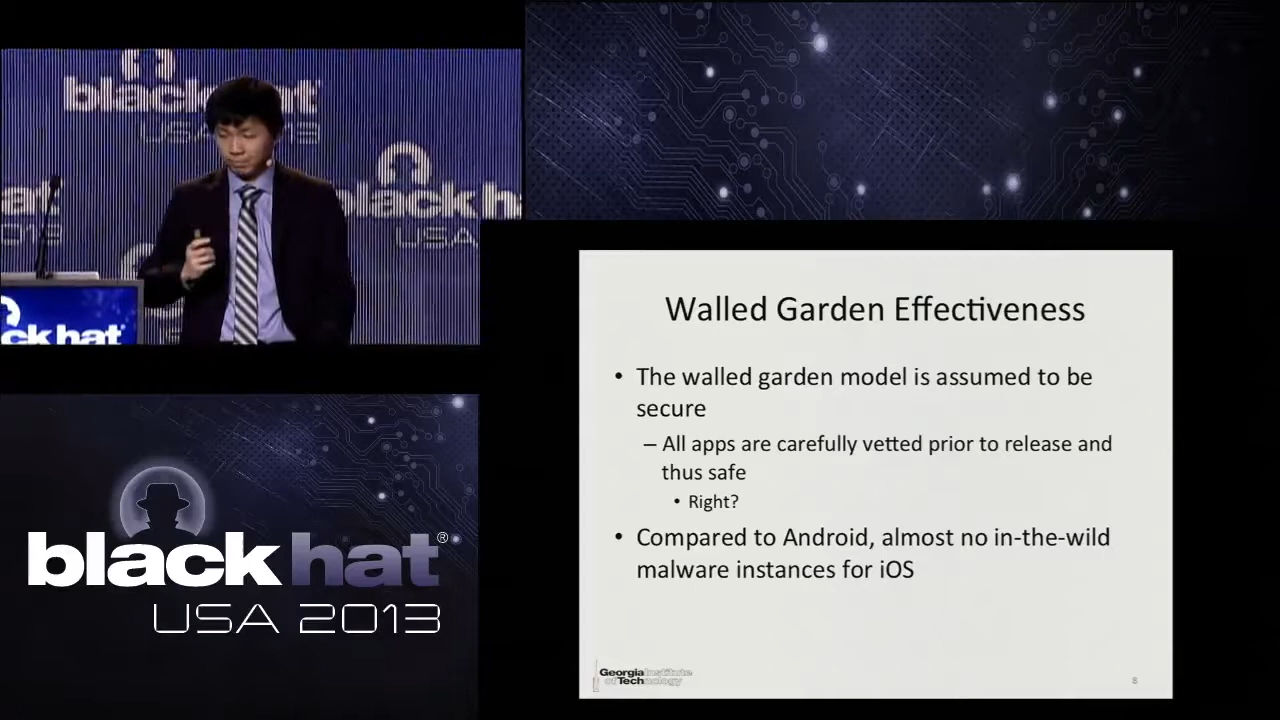 black hat
USA 2013
black h
USA
2013
ack hat
Walled Garden Effectiveness
• The walled garden model is assumed to be
secure
– All apps are carefully vetted prior to release and
thus safe
• Right?
• Compared to Android, almost no in-the-wild
malware instances for iOS
Georgia Institute
of Technology
8
black hat®
USA 2013